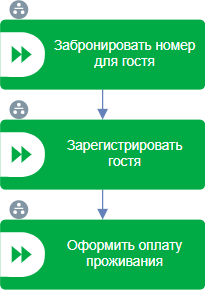 Забронировать номер
для гостя
Зарегистрировать
гостя
Оформить оплату
проживания